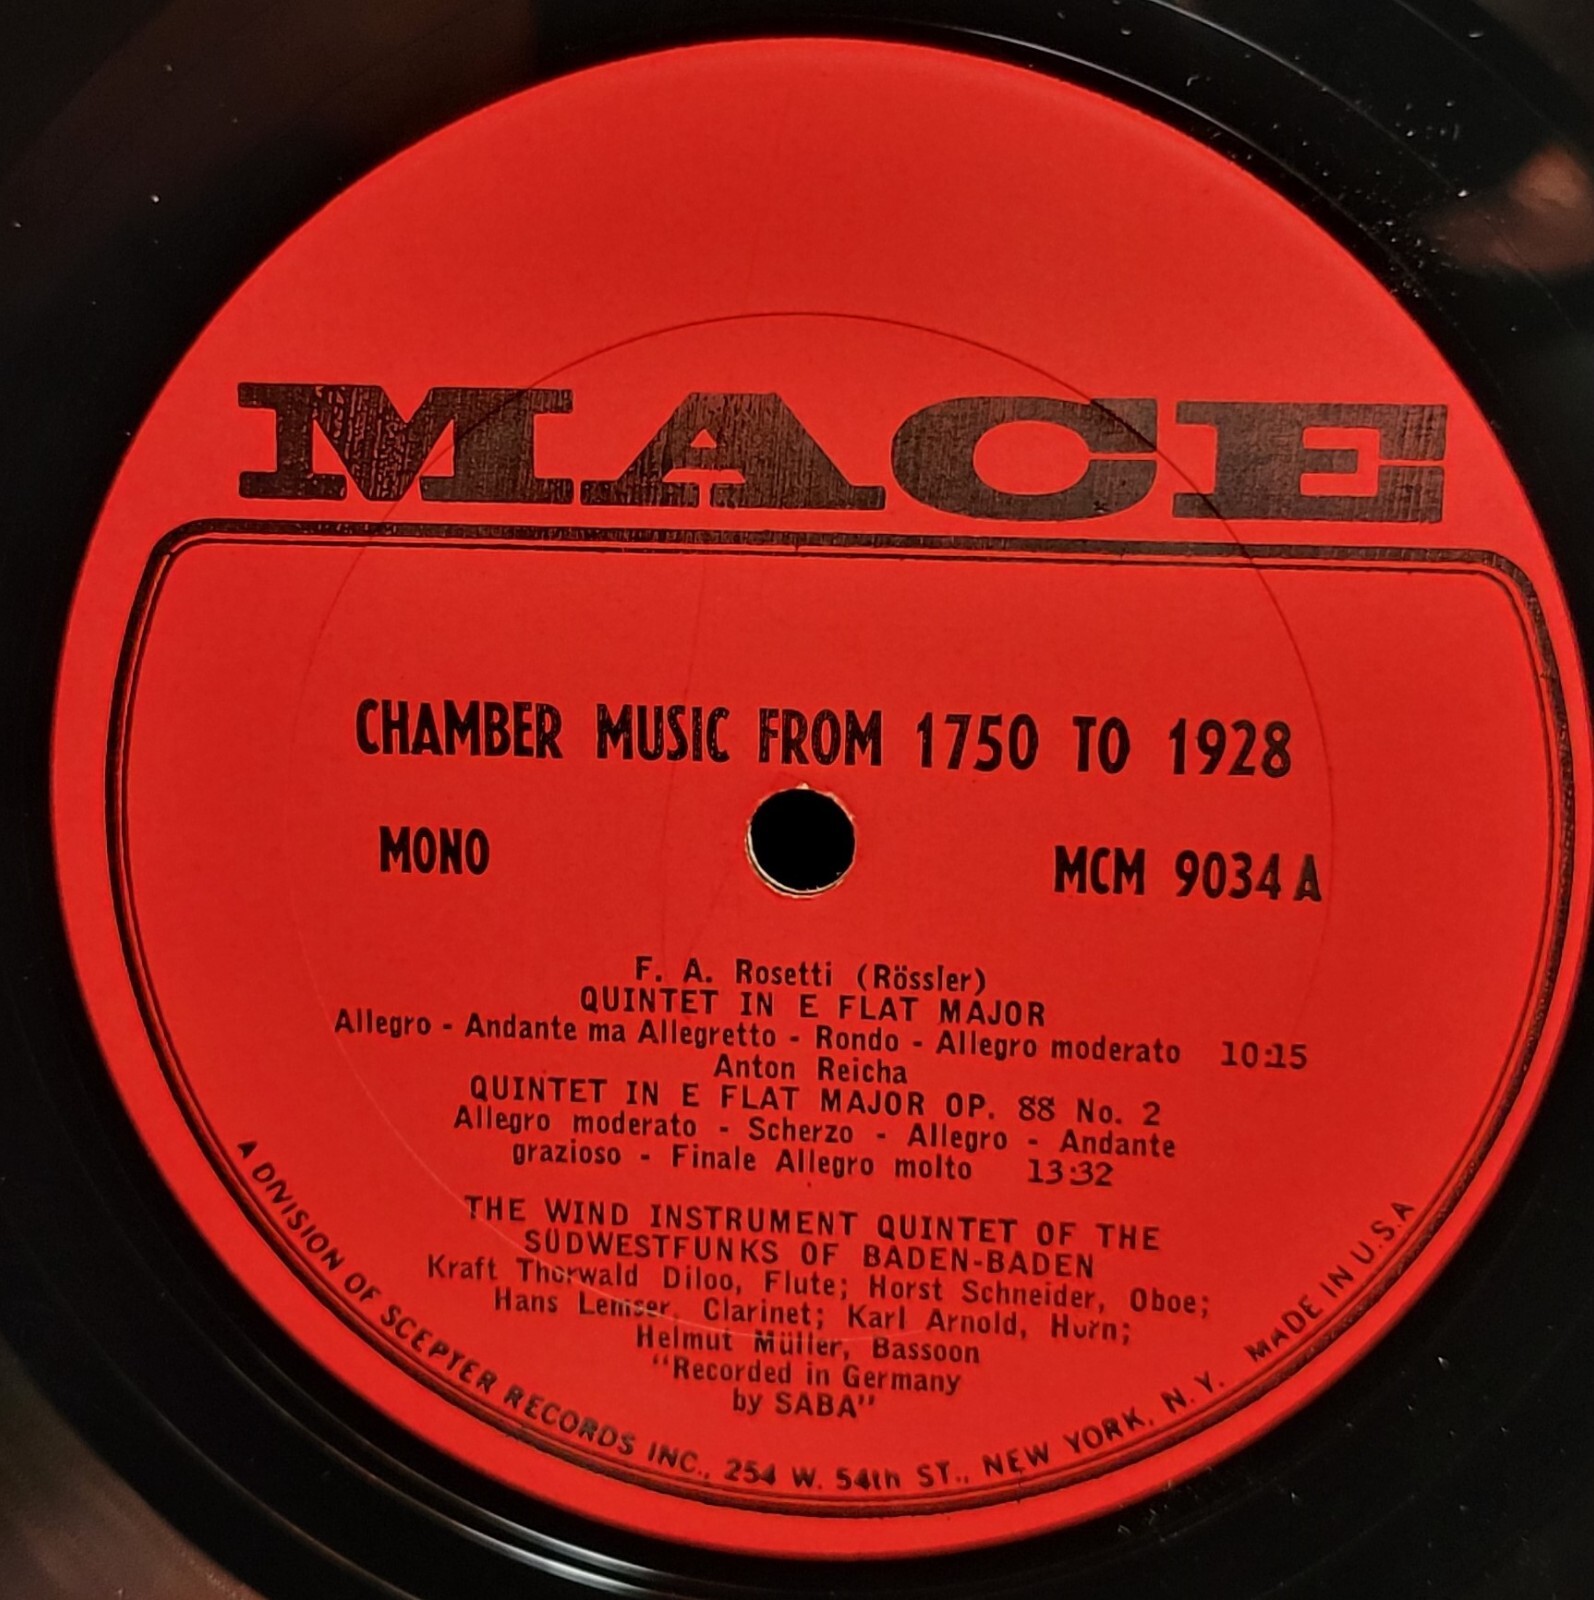 MACE
CHAMBER MUSIC FROM 1750 TO 1928
MONO
MCM 9034 A
F. A. Rosetti (Rössler)
QUINTET IN E FLAT MAJOR
Allegro - Andante ma Allegretto - Rondo - Allegro moderato 10:15
Anton Reicha
QUINTET IN E FLAT MAJOR OP. 88 No. 2
Allegro moderato - Scherzo - Allegro - Andante
grazioso - Finale Allegro molto 13:32
THE WIND INSTRUMENT QUINTET OF THE
SÜDWESTFUNKS OF BADEN-BADEN
Kraft Thorwald Diloo, Flute; Horst Schneider, Oboe;
Hans Lemser, Clarinet; Karl Arnold, Horn;
Helmut Müller, Bassoon
"Recorded in Germany
by SABA"
A DIVISION OF SCEPTER RECORDS INC., 254 W. 54th ST., NEW YORK, N.Y. MADE IN U.S.A